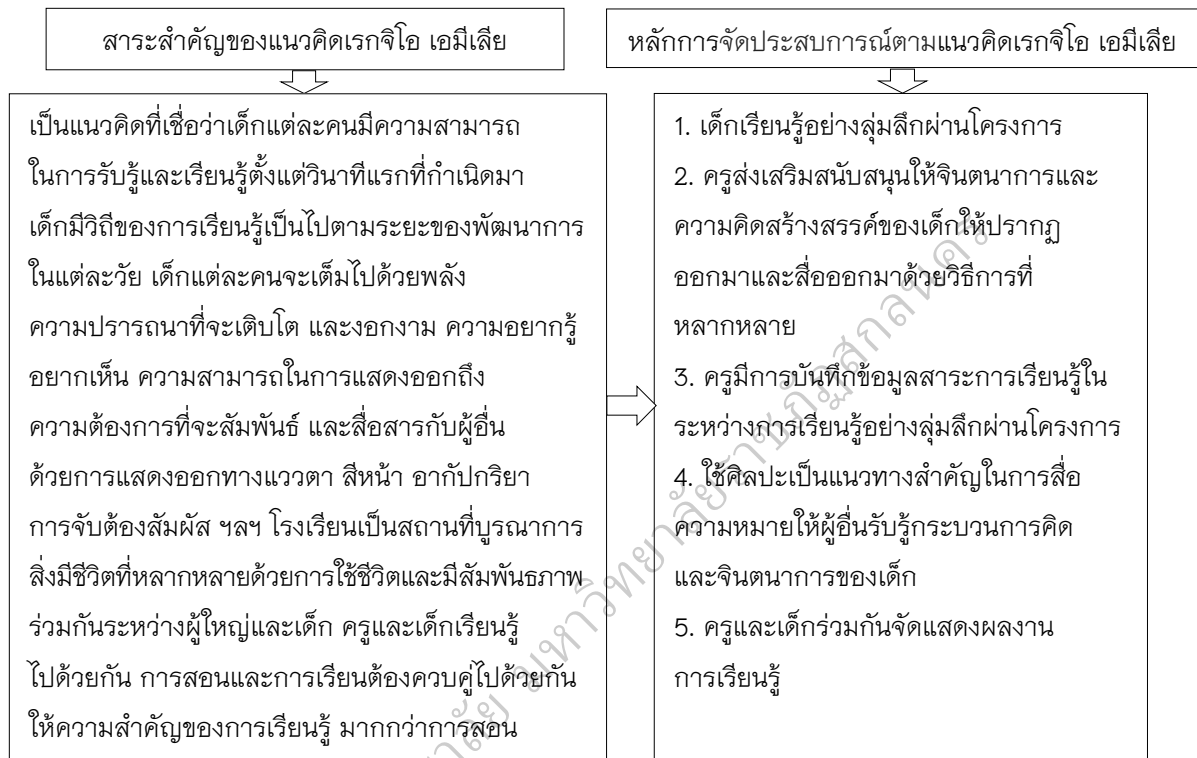 สาระสำคัญของแนวคิดเรกจิโอ เอมีเลีย
เป็นแนวคิดที่เชื่อว่าเด็กแต่ละคนมีความสามารถ
ในการรับรู้และเรียนรู้ตั้งแต่วินาทีแรกที่กำเนิดมา
เด็กมีวิถีของการเรียนรู้เป็นไปตามระยะของพัฒนาการ
ในแต่ละวัย เด็กแต่ละคนจะเต็มไปด้วยพลัง
ความปรารถนาที่จะเติบโต และงอกงาม ความอยากรู้
อยากเห็น ความสามารถในการแสดงออกถึง
ความต้องการที่จะสัมพันธ์ และสื่อสารกับผู้อื่น
ด้วยการแสดงออกทางแววตา สีหน้า อากัปกริยา
การจับต้องสัมผัส ฯลฯ โรงเรียนเป็นสถานที่บูรณาการ
สิ่งมีชีวิตที่หลากหลายด้วยการใช้ชีวิตและมีสัมพันธภาพ
ร่วมกันระหว่างผู้ใหญ่และเด็ก ครูและเด็กเรียนรู้
ไปด้วยกัน การสอนและการเรียนต้องควบคู่ไปด้วยกัน
ให้ความสำคัญของการเรียนรู้ มากกว่าการสอน
หลักการจัดประสบการณ์ตามแนวคิดเรกจิโอ เอมีเลีย
1. เด็กเรียนรู้อย่างลุ่มลึกผ่านโครงการ
2. ครูส่งเสริมสนับสนุนให้จินตนาการและ
ความคิดสร้างสรรค์ของเด็กให้ปรากฏ
ออกมาและสื่อออกมาด้วยวิธีการที่
หลากหลาย
3. ครูมีการบันทึกข้อมูลสาระการเรียนรู้ใน
ระหว่างการเรียนรู้อย่างลุ่มลึกผ่านโครงการ
4. ใช้ศิลปะเป็นแนวทางสำคัญในการสื่อ
ความหมายให้ผู้อื่นรับรู้กระบวนการคิด
และจินตนาการของเด็ก
5. ครูและเด็กร่วมกันจัดแสดงผลงาน
การเรียนรู้
มหาวิทยาลัยราชภัฏสกลนคร